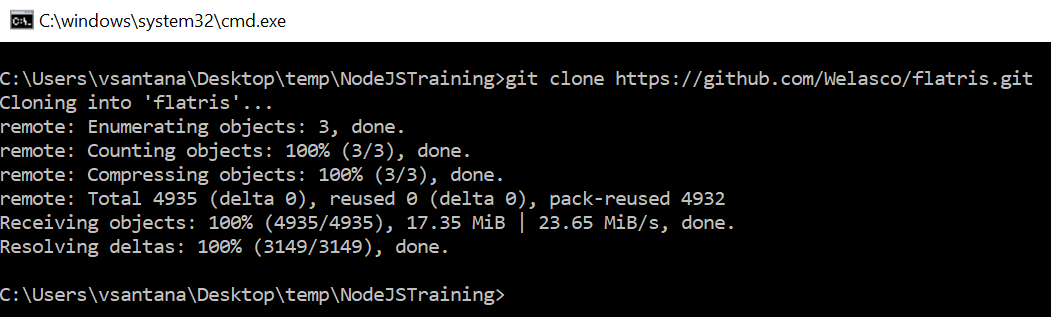 C:\windows\system32\cmd.exe
C:\Users\vsantana\Desktop\temp\NodeJSTraining>git clone https://github.com/Welasco/flatris.git
Cloning into 'flatris'...
remote: Enumerating objects: 3, done.
remote: Counting objects: 100% (3/3), done.
remote: Compressing objects: 100% (3/3), done.
remote: Total 4935 (delta 0), reused 0 (delta 0), pack-reused 4932
Receiving objects: 100% (4935/4935), 17.35 MiB | 23.65 MiB/s, done.
Resolving deltas: 100% (3149/3149), done.
C:\Users\vsantana\Desktop\temp\NodeJSTraining>